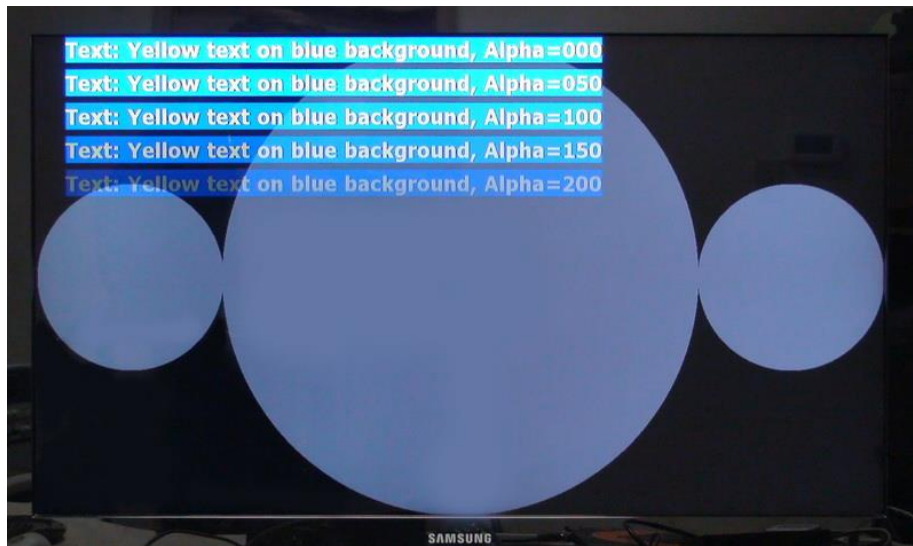 Text: Yellow text on blue background, Alpha=000
Text: Yellow text on blue background, Alpha=050
Text: Yellow text on blue background, Alpha=100
Text: Yellow text on blue background, Alpha=150
Text: Yellow text on blue background, Alpha=200
SAMSUNG